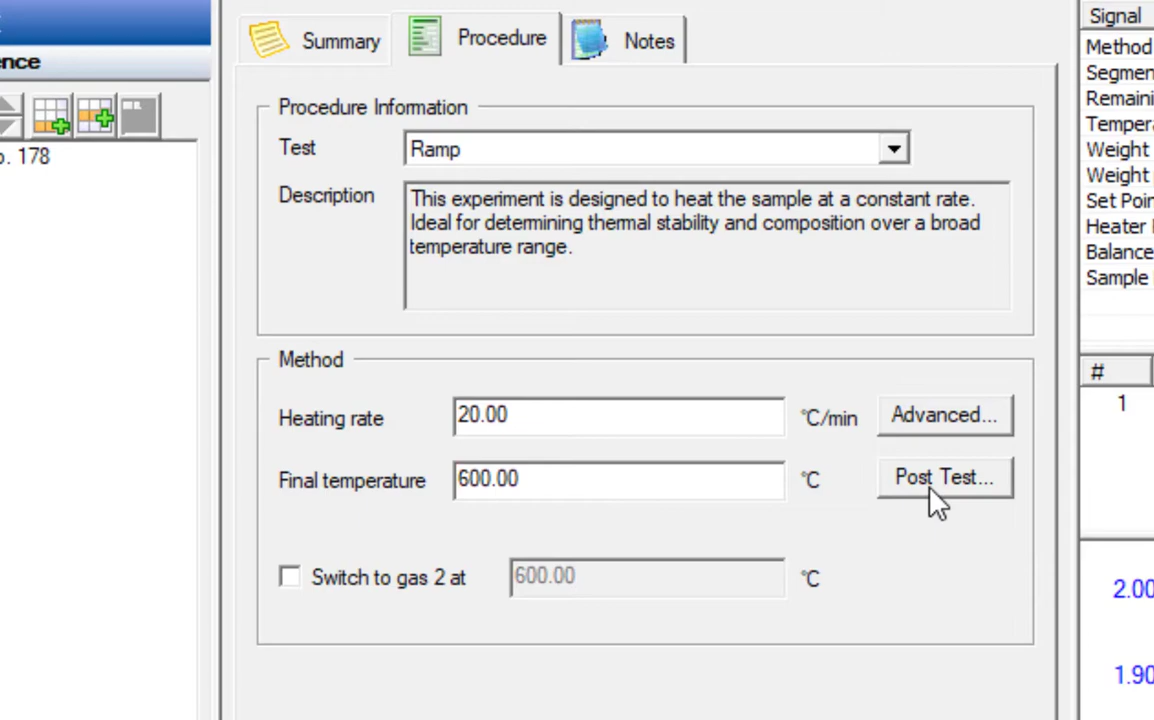 Summary
Procedure
Notes
ence
o. 178
Procedure Information
Test
Ramp
Description
This experiment is designed to heat the sample at a constant rate.
Ideal for determining thermal stability and composition over a broad
temperature range.
Method
Heating rate
20.00
°C/min
Advanced...
Final temperature
600.00
°C
Post Test...
Switch to gas 2 at
600.00
°C
Signal
Method
Segmen
Remaini
Tempera
Weight
Weight
Set Poin
Heater
Balance
Sample
#
1
2.00
1.90